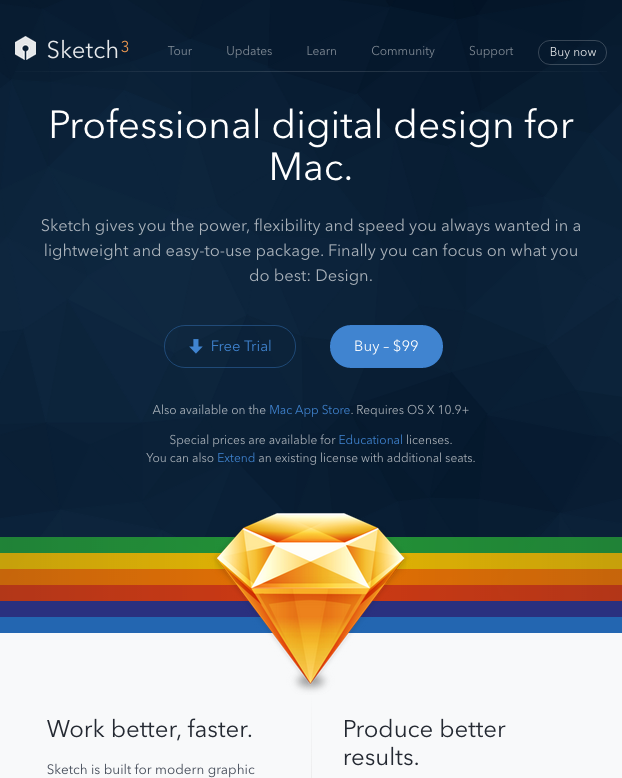 Sketch 3 Tour Updates Learn Community Support Buy now
Professional digital design for
Mac.
Sketch gives you the power, flexibility and speed you always wanted in a
lightweight and easy-to-use package. Finally you can focus on what you
do best: Design.
Free Trial Buy – $99
Also available on the Mac App Store. Requires OS X 10.9+
Special prices are available for Educational licenses.
You can also Extend an existing license with additional seats.
Work better, faster.
Sketch is built for modern graphic
Produce better
results.